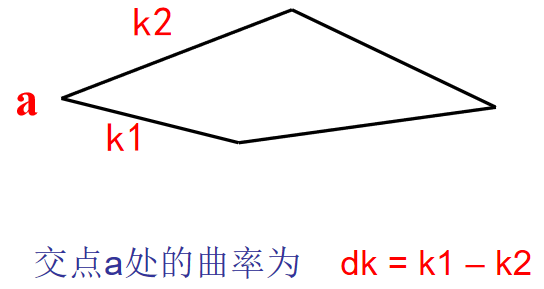 k2
a
k1
交点a处的曲率为 dk = k1 – k2